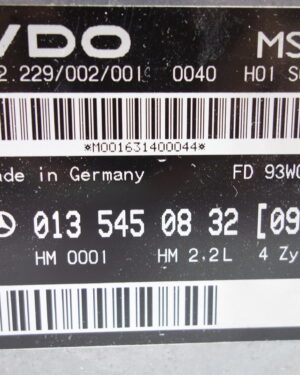 VDO MS
2.229/002/001 0040 H01 S
*M001631400044*
ade in Germany FD 93W
013 545 08 32 [09
HM 0001 HM 2.2L 4 Zy